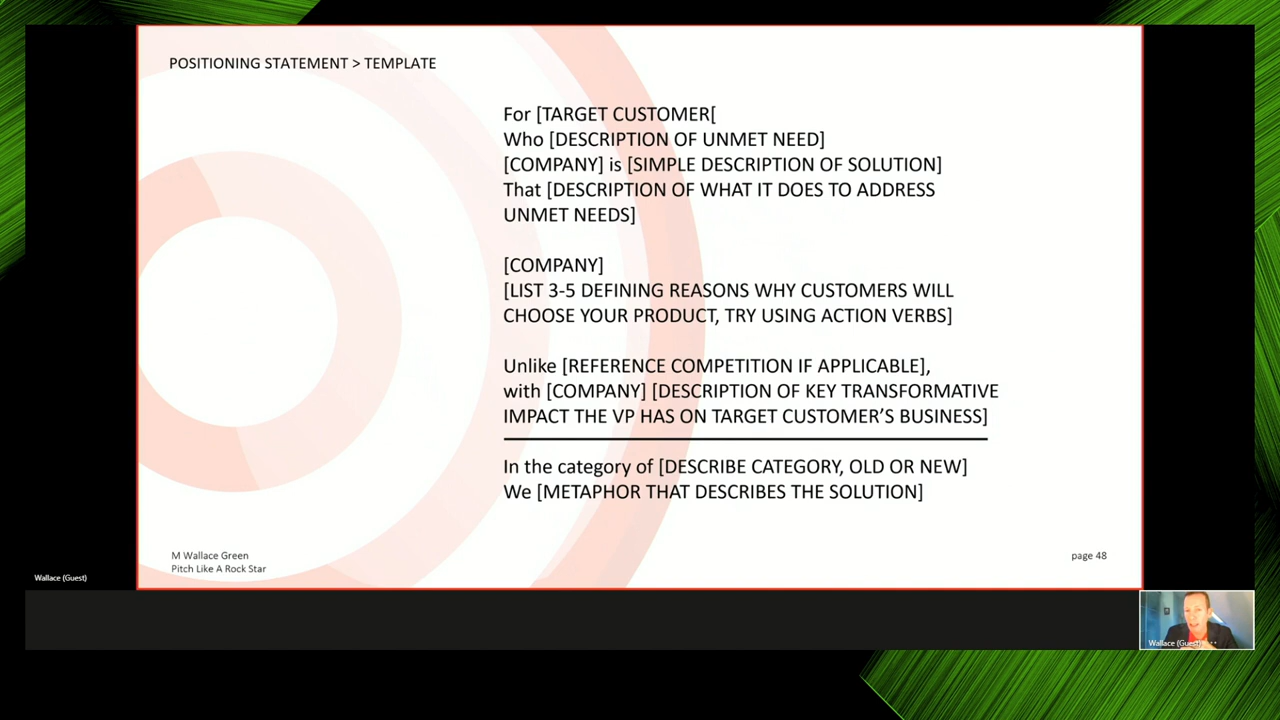 POSITIONING STATEMENT > TEMPLATE
For [TARGET CUSTOMER[
Who [DESCRIPTION OF UNMET NEED]
[COMPANY] is [SIMPLE DESCRIPTION OF SOLUTION]
That [DESCRIPTION OF WHAT IT DOES TO ADDRESS
UNMET NEEDS]
[COMPANY]
[LIST 3-5 DEFINING REASONS WHY CUSTOMERS WILL
CHOOSE YOUR PRODUCT, TRY USING ACTION VERBS]
Unlike [REFERENCE COMPETITION IF APPLICABLE],
with [COMPANY] [DESCRIPTION OF KEY TRANSFORMATIVE
IMPACT THE VP HAS ON TARGET CUSTOMER’S BUSINESS]
In the category of [DESCRIBE CATEGORY, OLD OR NEW]
We [METAPHOR THAT DESCRIBES THE SOLUTION]
M Wallace Green
Pitch Like A Rock Star
page 48
Wallace (Guest)
Wallace (Guest)